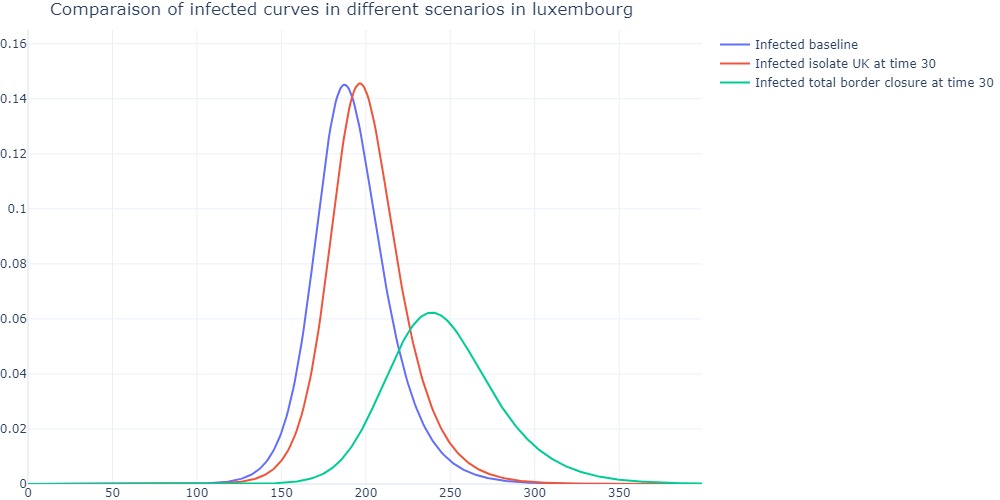 Comparaison of infected curves in different scenarios in luxembourg
0.16
0.14
0.12
0.1
0.08
0.06
0.04
0.02
0
0 50 100 150 200 250 300 350
Infected baseline
Infected isolate UK at time 30
Infected total border closure at time 30